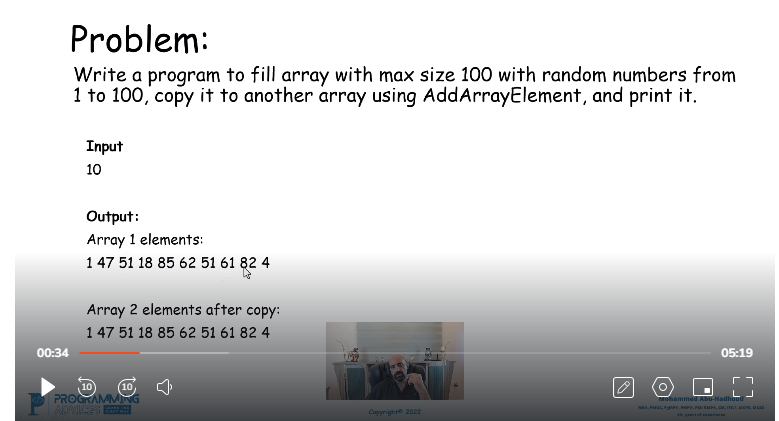 Problem:
Write a program to fill array with max size 100 with random numbers from
1 to 100, copy it to another array using AddArrayElement, and print it.
Input
10
Output:
Array 1 elements:
1 47 51 18 85 62 51 61 82 4
Array 2 elements after copy:
1 47 51 18 85 62 51 61 82 4
00:34
05:19
10
10
PROGRAMMING
ADVICES
Copyright© 2022
Mohammed Abu-Hadhoud